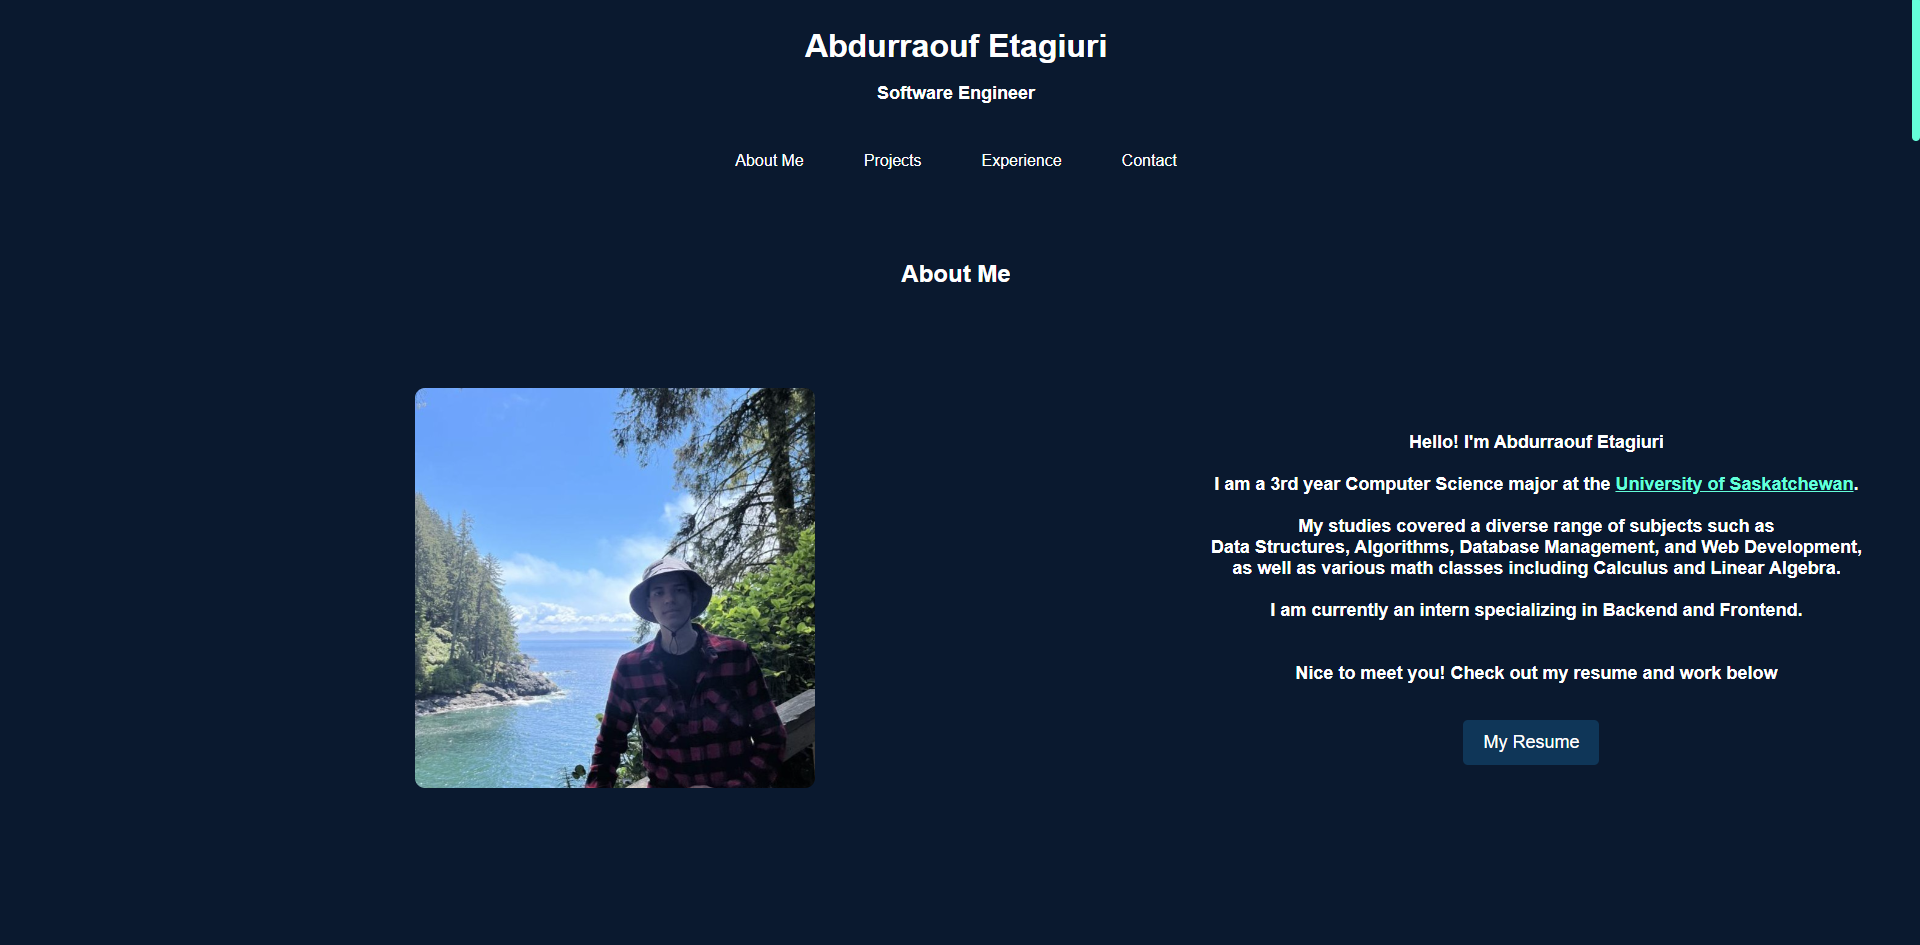 Abdurraouf Etagiuri
Software Engineer
About Me
Projects
Experience
Contact
About Me
Hello! I'm Abdurraouf Etagiuri
I am a 3rd year Computer Science major at the University of Saskatchewan.
My studies covered a diverse range of subjects such as
Data Structures, Algorithms, Database Management, and Web Development,
as well as various math classes including Calculus and Linear Algebra.
I am currently an intern specializing in Backend and Frontend.
Nice to meet you! Check out my resume and work below
My Resume